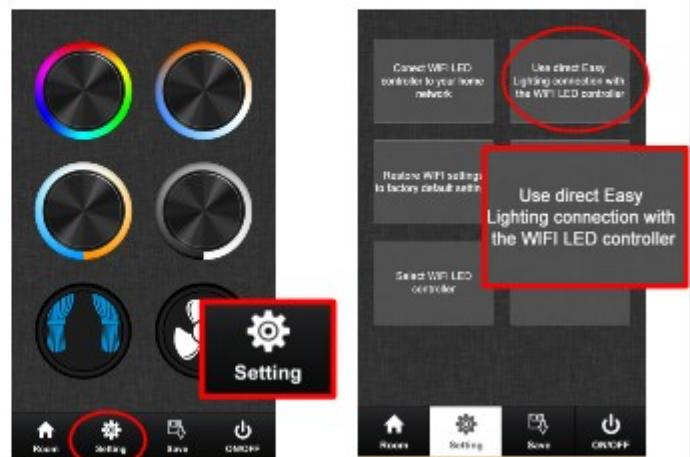 Setting
Room
Setting
Save
ON/OFF
Conect WIFI LED
controller to your home
network
Use direct Easy
Lighting connection with
the WIFI LED controller
Restore WIFI settings
to factory default setting
Use direct Easy
Lighting connection with
the WIFI LED controller
Select WIFI LED
controller
Room
Setting
Save
ON/OFF